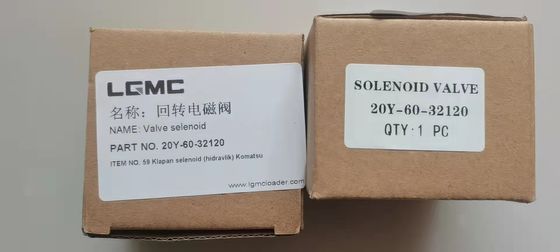 LGMC
名称：回转电磁阀
NAME: Valve selenoid
PART NO. 20Y-60-32120
ITEM NO. 59 Klapan selenoid (hidravlik) Komatsu
www.lgmcloader.com
SOLENOID VALVE
20Y-60-32120
QTY:1 PC